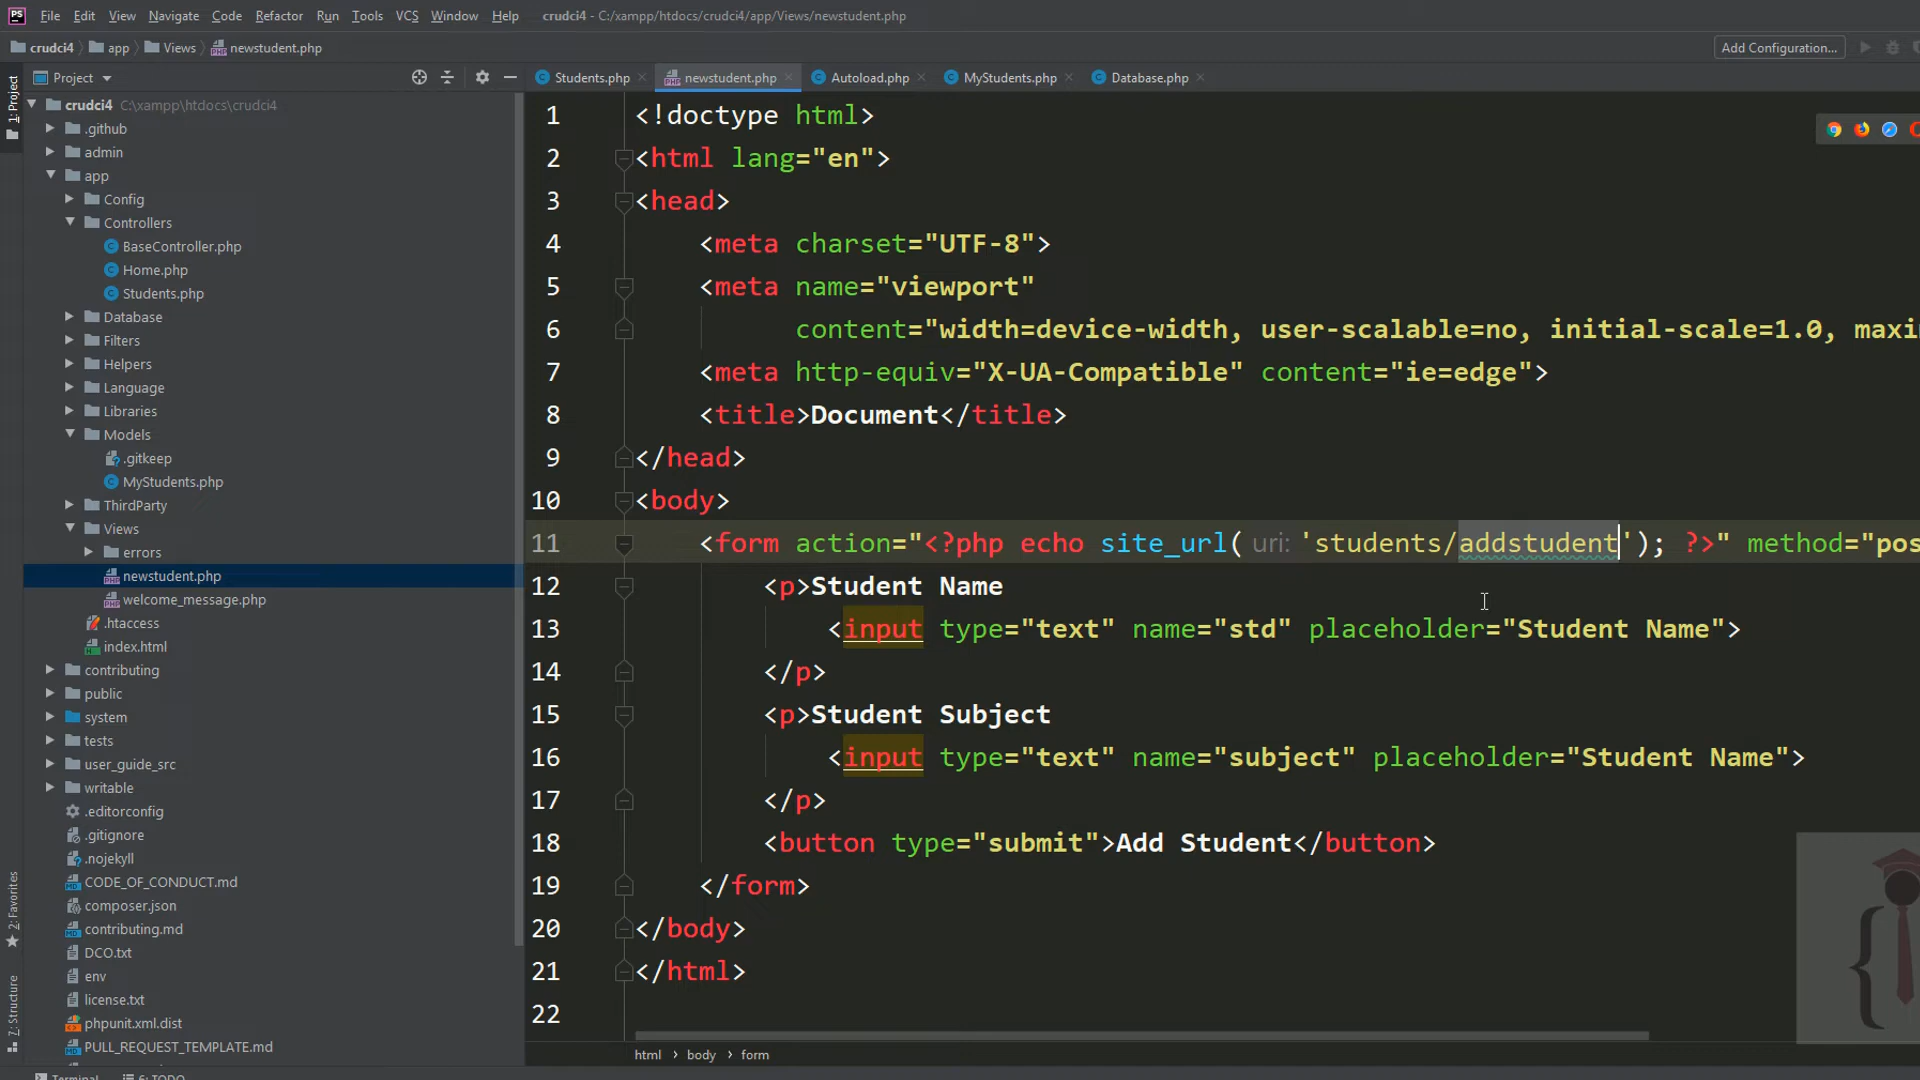 PS File Edit View Navigate Code Refactor Run Tools VCS Window Help crudci4 - C:/xampp/htdocs/crudci4/app/Views/newstudent.php
crudci4 app Views newstudent.php Add Configuration...
Project Students.php newstudent.php Autoload.php MyStudents.php Database.php
1: Project
2: Favorites
7: Structure
crudci4 C:\xampp\htdocs\crudci4
.github
admin
app
Config
Controllers
BaseController.php
Home.php
Students.php
Database
Filters
Helpers
Language
Libraries
Models
.gitkeep
MyStudents.php
ThirdParty
Views
errors
newstudent.php
welcome_message.php
.htaccess
index.html
contributing
public
system
tests
user_guide_src
writable
.editorconfig
.gitignore
.nojekyll
CODE_OF_CONDUCT.md
composer.json
contributing.md
DCO.txt
env
license.txt
phpunit.xml.dist
PULL_REQUEST_TEMPLATE.md
1 <!doctype html>
2 <html lang="en">
3 <head>
4 <meta charset="UTF-8">
5 <meta name="viewport"
6 content="width=device-width, user-scalable=no, initial-scale=1.0, maxi
7 <meta http-equiv="X-UA-Compatible" content="ie=edge">
8 <title>Document</title>
9 </head>
10 <body>
11 <form action="<?php echo site_url( uri: 'students/addstudent'); ?>" method="pos
12 <p>Student Name
13 <input type="text" name="std" placeholder="Student Name">
14 </p>
15 <p>Student Subject
16 <input type="text" name="subject" placeholder="Student Name">
17 </p>
18 <button type="submit">Add Student</button>
19 </form>
20 </body>
21 </html>
22
html › body › form
Terminal 6: TODO